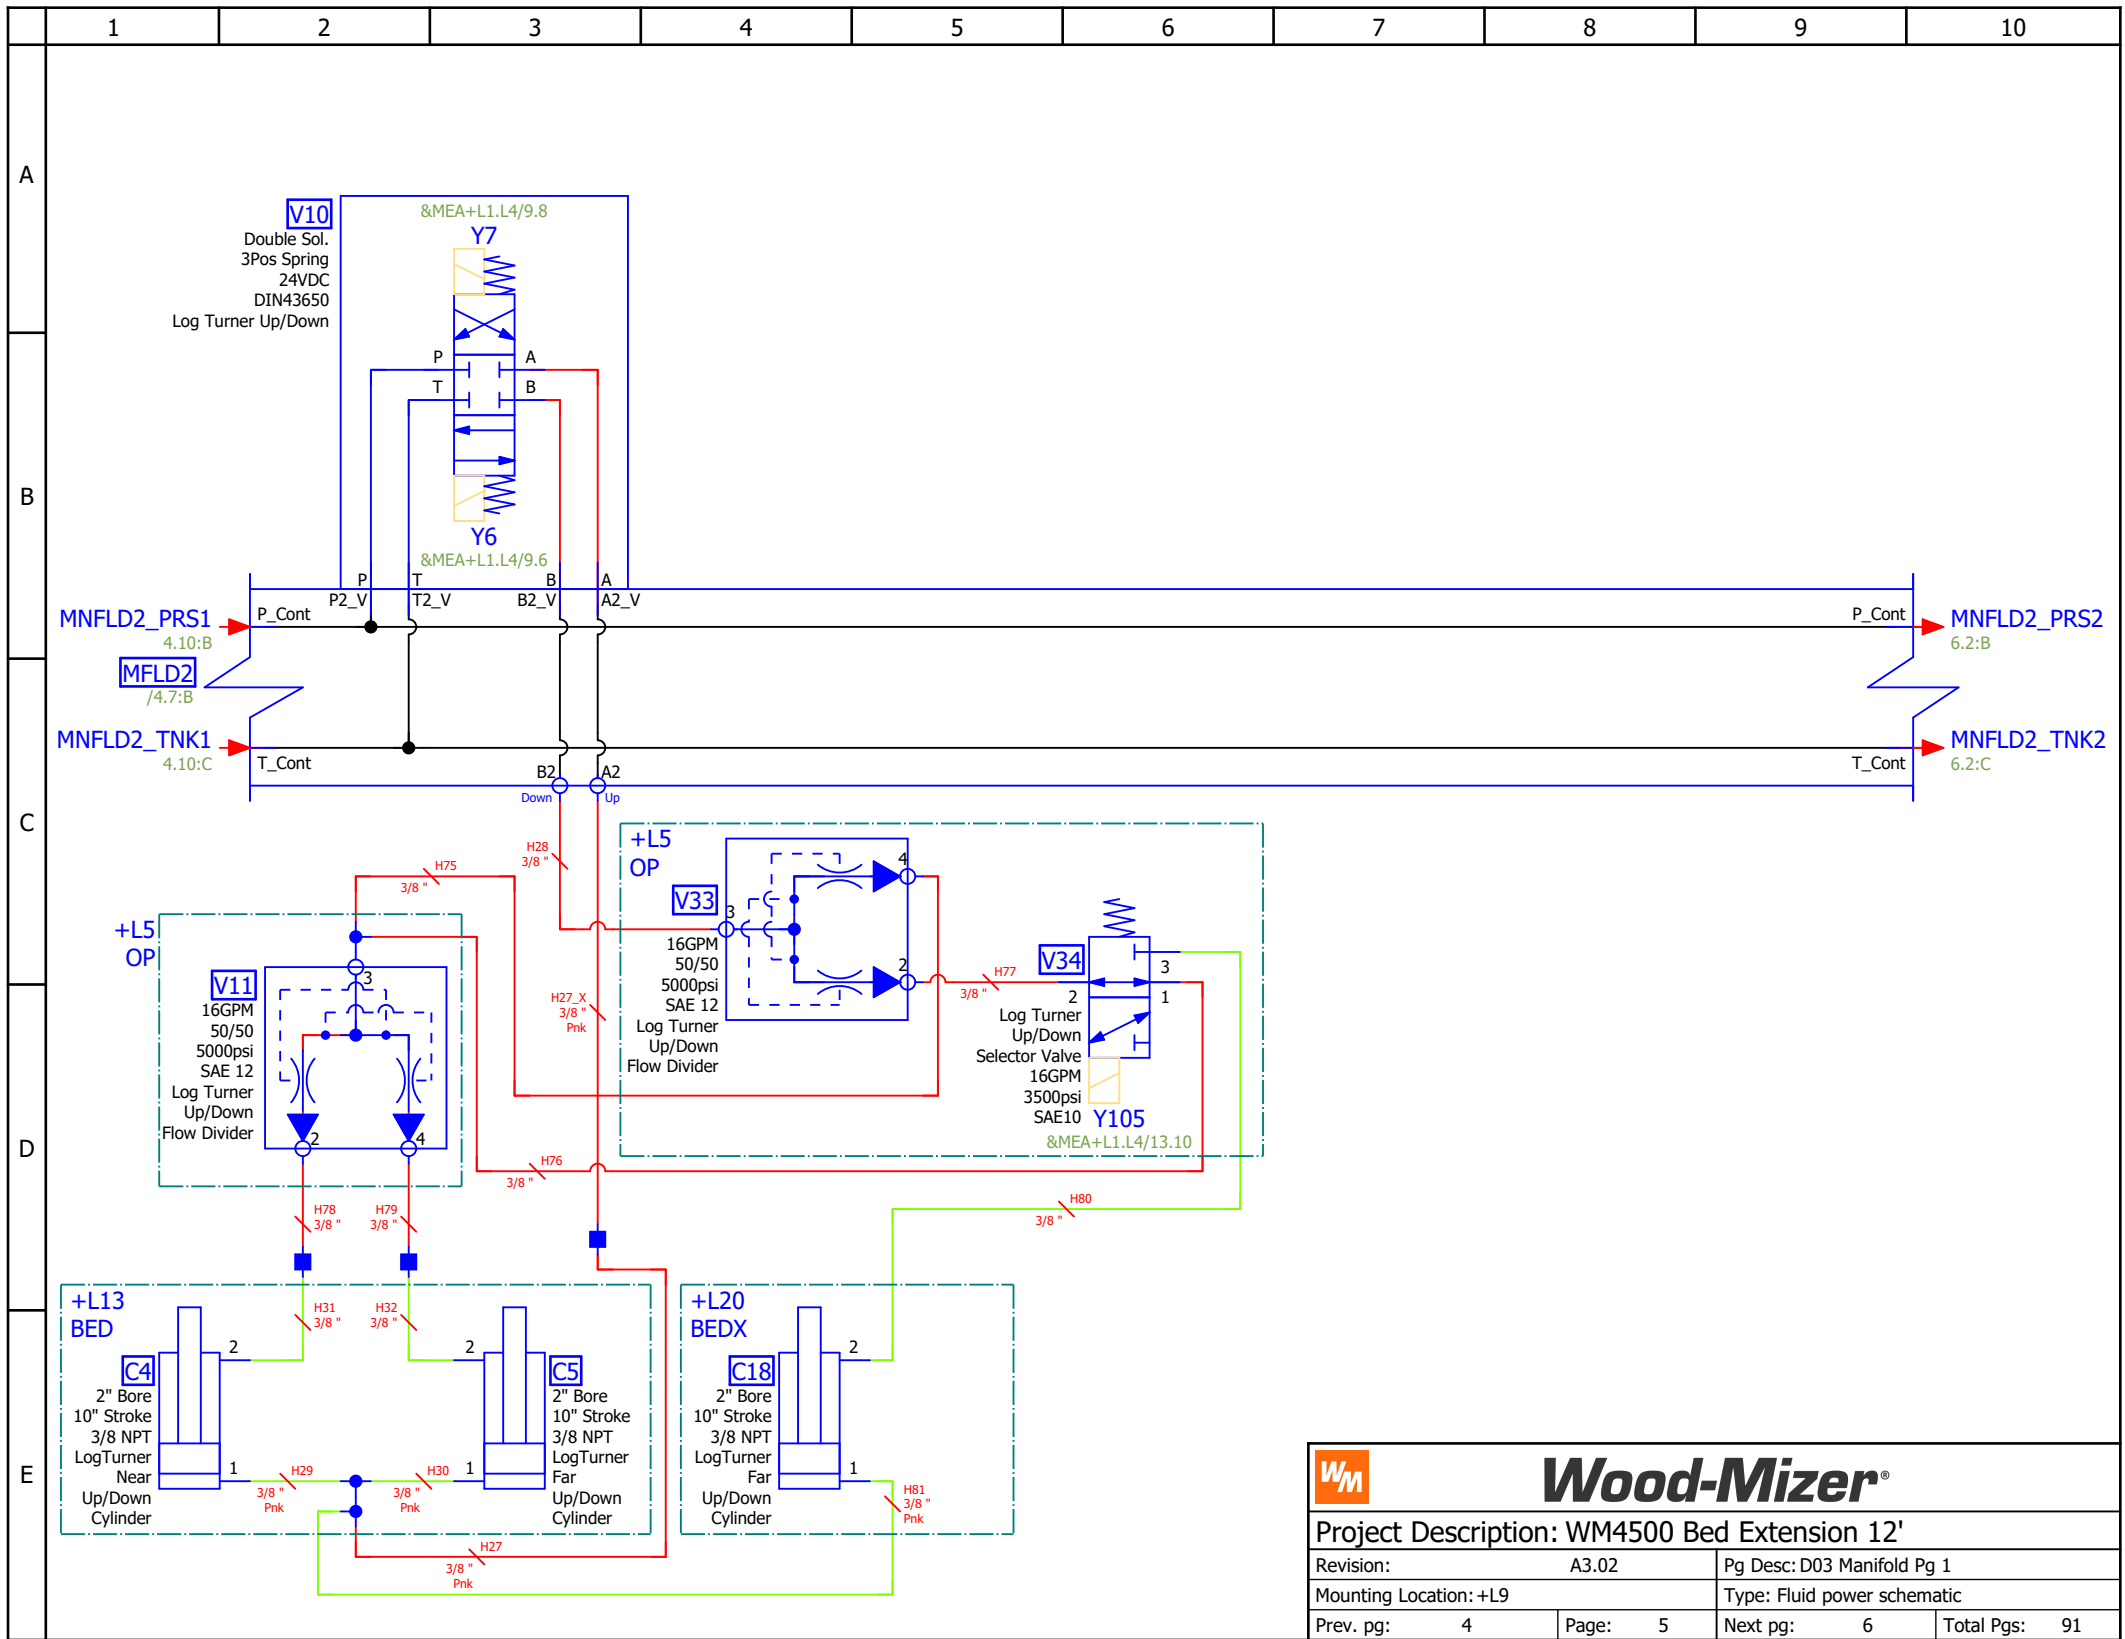 1 2 3 4 5 6 7 8 9 10
A
B
C
D
E
V10
Double Sol.
3Pos Spring
24VDC
DIN43650
Log Turner Up/Down
&MEA+L1.L4/9.8
Y7
P A
T B
Y6
&MEA+L1.L4/9.6
P T B A
P2_V T2_V B2_V A2_V
MNFLD2_PRS1
4.10:B
P_Cont
P_Cont
MNFLD2_PRS2
6.2:B
MFLD2
/4.7:B
MNFLD2_TNK1
4.10:C
T_Cont
T_Cont
MNFLD2_TNK2
6.2:C
B2 A2
Down Up
H28
3/8 "
H75
3/8 "
+L5
OP
V33
3
4
2
16GPM
50/50
5000psi
SAE 12
Log Turner
Up/Down
Flow Divider
H77
3/8 "
V34
3
2 1
Log Turner
Up/Down
Selector Valve
16GPM
3500psi
SAE10
Y105
&MEA+L1.L4/13.10
+L5
OP
V11
3
16GPM
50/50
5000psi
SAE 12
Log Turner
Up/Down
Flow Divider
2 4
H27_X
3/8 "
Pnk
H76
3/8 "
H78
3/8 "
H79
3/8 "
H80
3/8 "
+L13
BED
H31
3/8 "
H32
3/8 "
C4
2
1
2" Bore
10" Stroke
3/8 NPT
LogTurner
Near
Up/Down
Cylinder
H29
3/8 "
Pnk
H30
3/8 "
Pnk
C5
2
1
2" Bore
10" Stroke
3/8 NPT
LogTurner
Far
Up/Down
Cylinder
H27
3/8 "
Pnk
+L20
BEDX
C18
2
1
2" Bore
10" Stroke
3/8 NPT
LogTurner
Far
Up/Down
Cylinder
H81
3/8 "
Pnk
WM
Wood-Mizer®
Project Description: WM4500 Bed Extension 12'
Revision: A3.02 Pg Desc: D03 Manifold Pg 1
Mounting Location: +L9 Type: Fluid power schematic
Prev. pg: 4 Page: 5 Next pg: 6 Total Pgs: 91